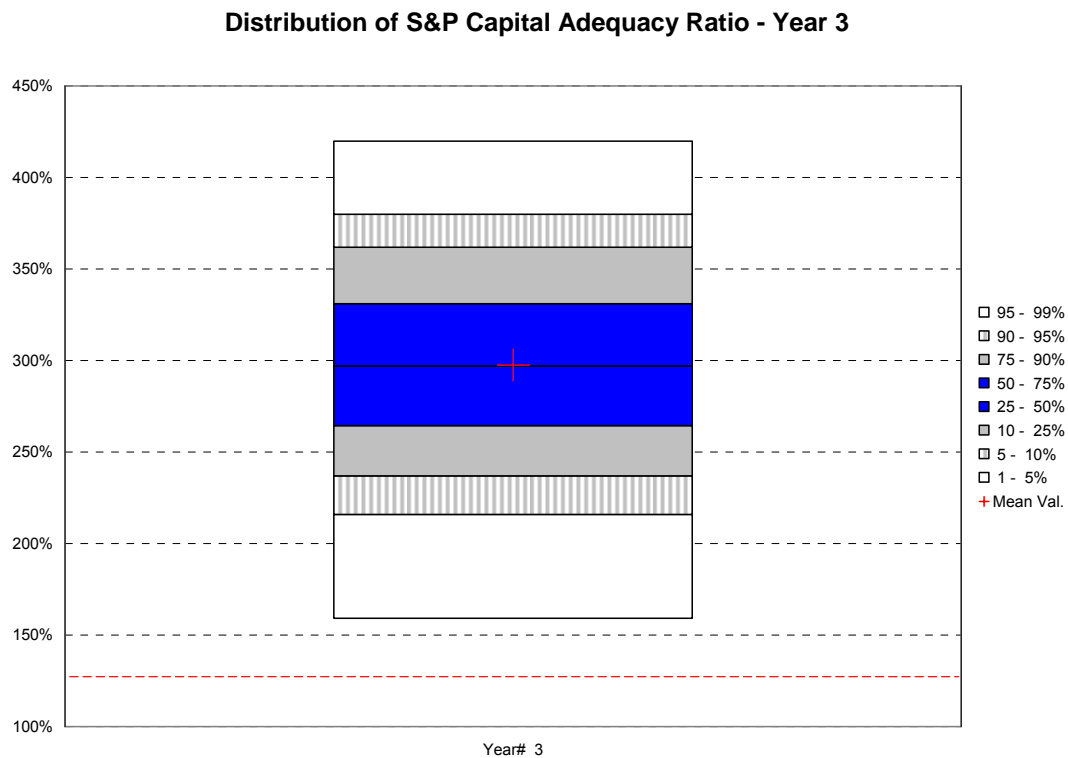 Distribution of S&P Capital Adequacy Ratio - Year 3
450%
400%
350%
300%
250%
200%
150%
100%
Year# 3
95 - 99%
90 - 95%
75 - 90%
50 - 75%
25 - 50%
10 - 25%
5 - 10%
1 - 5%
Mean Val.